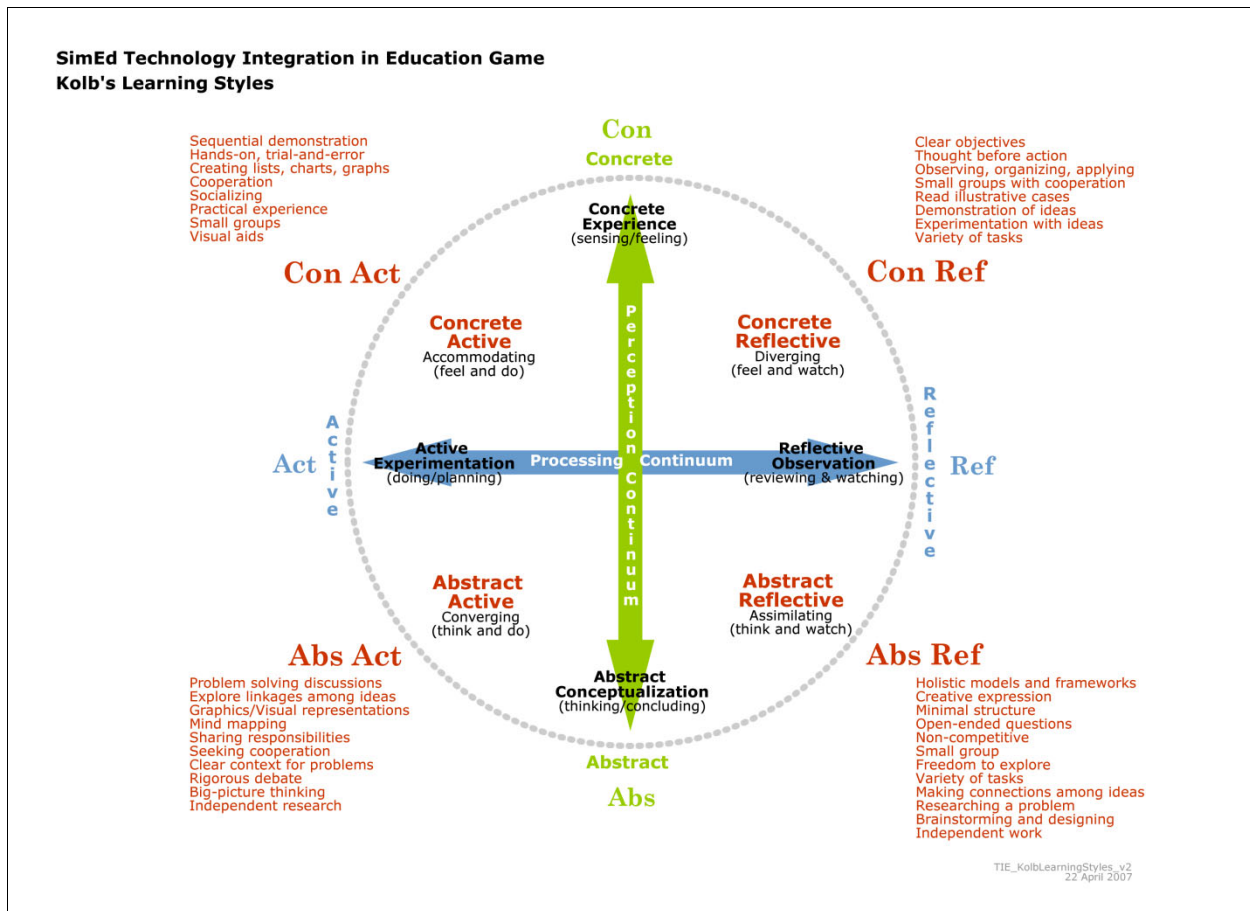 SimEd Technology Integration in Education Game
Kolb's Learning Styles
Con
Concrete
Sequential demonstration
Hands-on, trial-and-error
Creating lists, charts, graphs
Cooperation
Socializing
Practical experience
Small groups
Visual aids
Con Act
Clear objectives
Thought before action
Observing, organizing, applying
Small groups with cooperation
Read illustrative cases
Demonstration of ideas
Experimentation with ideas
Variety of tasks
Con Ref
Concrete
Experience
(sensing/feeling)
Concrete
Active
Accommodating
(feel and do)
Perception Continuum
Concrete
Reflective
Diverging
(feel and watch)
Act
Active
Active
Experimentation
(doing/planning)
Processing Continuum
Reflective
Observation
(reviewing & watching)
Reflective
Ref
Abstract
Active
Converging
(think and do)
Abstract
Reflective
Assimilating
(think and watch)
Abstract
Conceptualization
(thinking/concluding)
Abs Act
Problem solving discussions
Explore linkages among ideas
Graphics/Visual representations
Mind mapping
Sharing responsibilities
Seeking cooperation
Clear context for problems
Rigorous debate
Big-picture thinking
Independent research
Abstract
Abs
Abs Ref
Holistic models and frameworks
Creative expression
Minimal structure
Open-ended questions
Non-competitive
Small group
Freedom to explore
Variety of tasks
Making connections among ideas
Researching a problem
Brainstorming and designing
Independent work
TIE_KolbLearningStyles_v2
22 April 2007